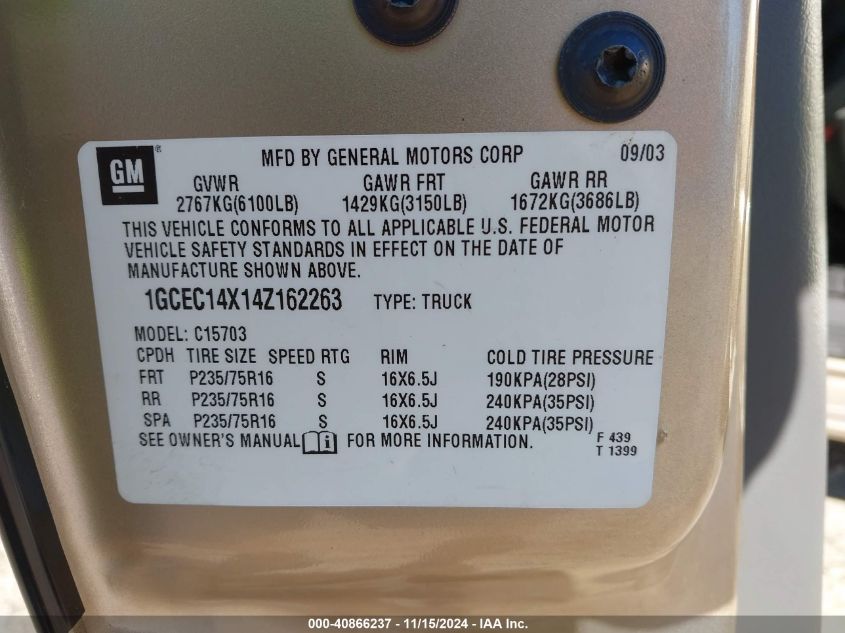 GM ® MFD BY GENERAL MOTORS CORP 09/03
GVWR GAWR FRT GAWR RR
2767KG(6100LB) 1429KG(3150LB) 1672KG(3686LB)
THIS VEHICLE CONFORMS TO ALL APPLICABLE U.S. FEDERAL MOTOR
VEHICLE SAFETY STANDARDS IN EFFECT ON THE DATE OF
MANUFACTURE SHOWN ABOVE.
1GCEC14X14Z162263 TYPE: TRUCK
MODEL: C15703
CPDH TIRE SIZE SPEED RTG RIM COLD TIRE PRESSURE
FRT P235/75R16 S 16X6.5J 190KPA(28PSI)
RR P235/75R16 S 16X6.5J 240KPA(35PSI)
SPA P235/75R16 S 16X6.5J 240KPA(35PSI)
SEE OWNER'S MANUAL i FOR MORE INFORMATION. F 439
T 1399
000-40866237 - 11/15/2024 - IAA Inc.